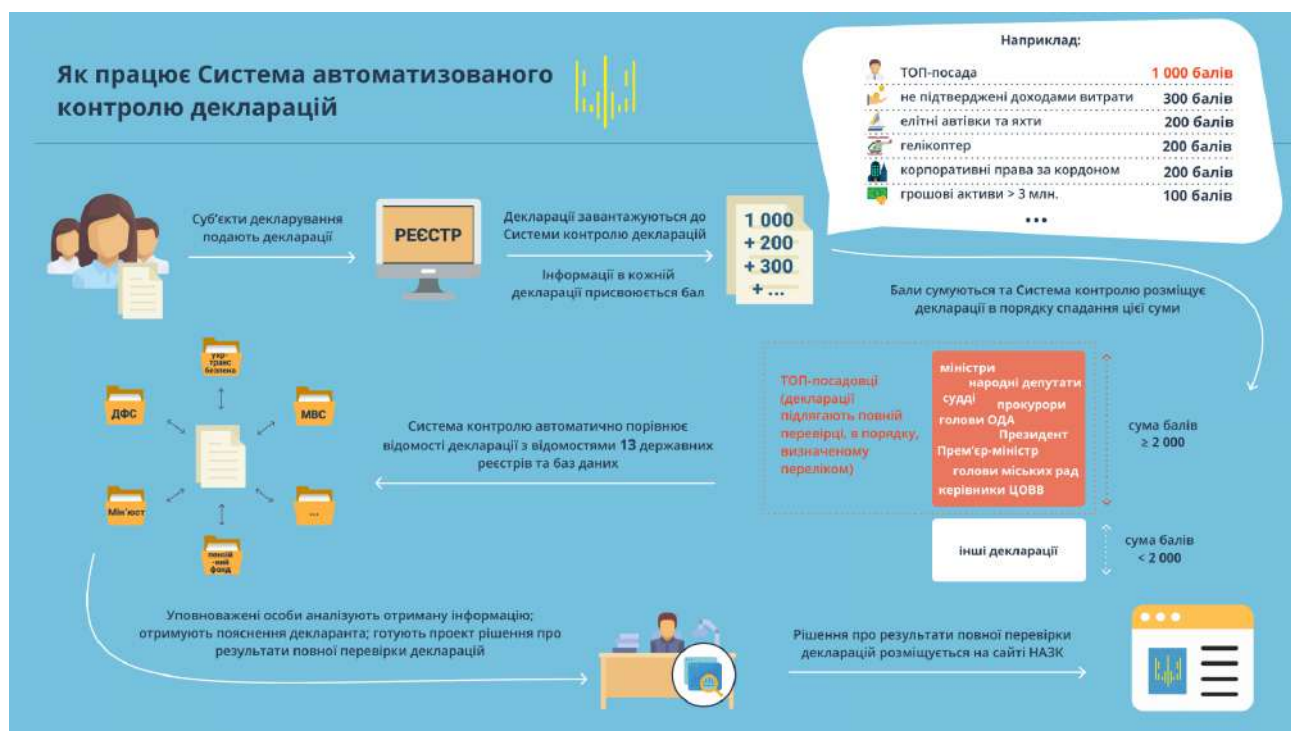 Як працює Система автоматизованого
контролю декларацій
Наприклад:
ТОП-посада 1 000 балів
не підтверджені доходами витрати 300 балів
елітні автівки та яхти 200 балів
гелікоптер 200 балів
корпоративні права за кордоном 200 балів
грошові активи > 3 млн. 100 балів
...
Суб'єкти декларування
подають декларації
РЕЄСТР
Декларації завантажуються до
Системи контролю декларацій
Інформації в кожній
декларації присвоюється бал
1 000
+ 200
+ 300
+ ...
Бали сумуються та Система контролю розміщує
декларації в порядку спадання цієї суми
ТОП-посадовці
(декларації
підлягають повній
перевірці, в порядку,
визначеному
переліком)
міністри
народні депутати
судді
прокурори
голови ОДА
Президент
Прем'єр-міністр
голови міських рад
керівники ЦОВВ
сума балів
≥ 2 000
інші декларації
сума балів
< 2 000
Система контролю автоматично порівнює
відомості декларації з відомостями 13 державних
реєстрів та баз даних
укр-
транс
безпека
ДФС
МВС
Мін'юст
...
пенсій
-ний
фонд
Уповноважені особи аналізують отриману інформацію;
отримують пояснення декларанта; готують проект рішення про
результати повної перевірки декларацій
Рішення про результати повної перевірки
декларацій розміщується на сайті НАЗК